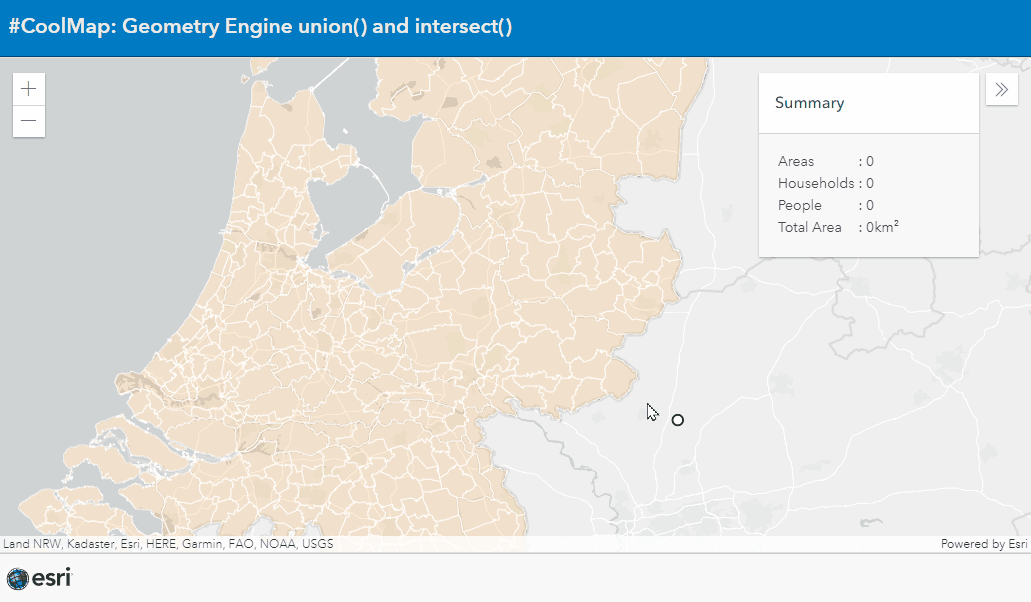 #CoolMap: Geometry Engine union() and intersect()
Summary
Areas : 0
Households : 0
People : 0
Total Area : 0km²
Land NRW, Kadaster, Esri, HERE, Garmin, FAO, NOAA, USGS
Powered by Esri
esri